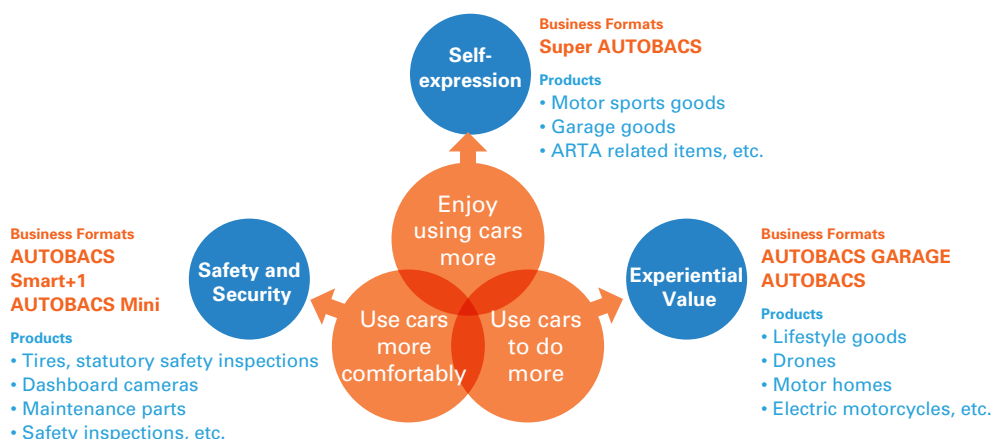 Business Formats
Super AUTOBACS
Products
• Motor sports goods
• Garage goods
• ARTA related items, etc.
Self-
expression
Enjoy
using cars
more
Business Formats
AUTOBACS
Smart+1
AUTOBACS Mini
Products
• Tires, statutory safety inspections
• Dashboard cameras
• Maintenance parts
• Safety inspections, etc.
Safety and
Security
Use cars
more
comfortably
Use cars
to do
more
Experiential
Value
Business Formats
AUTOBACS GARAGE
AUTOBACS
Products
• Lifestyle goods
• Drones
• Motor homes
• Electric motorcycles, etc.